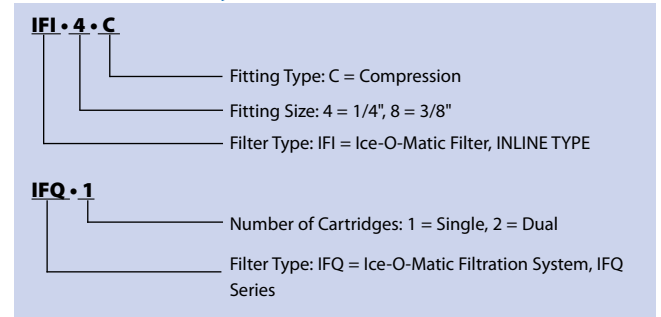 IFI • 4 • C
Fitting Type: C = Compression
Fitting Size: 4 = 1/4", 8 = 3/8"
Filter Type: IFI = Ice-O-Matic Filter, INLINE TYPE
IFQ • 1
Number of Cartridges: 1 = Single, 2 = Dual
Filter Type: IFQ = Ice-O-Matic Filtration System, IFQ
Series